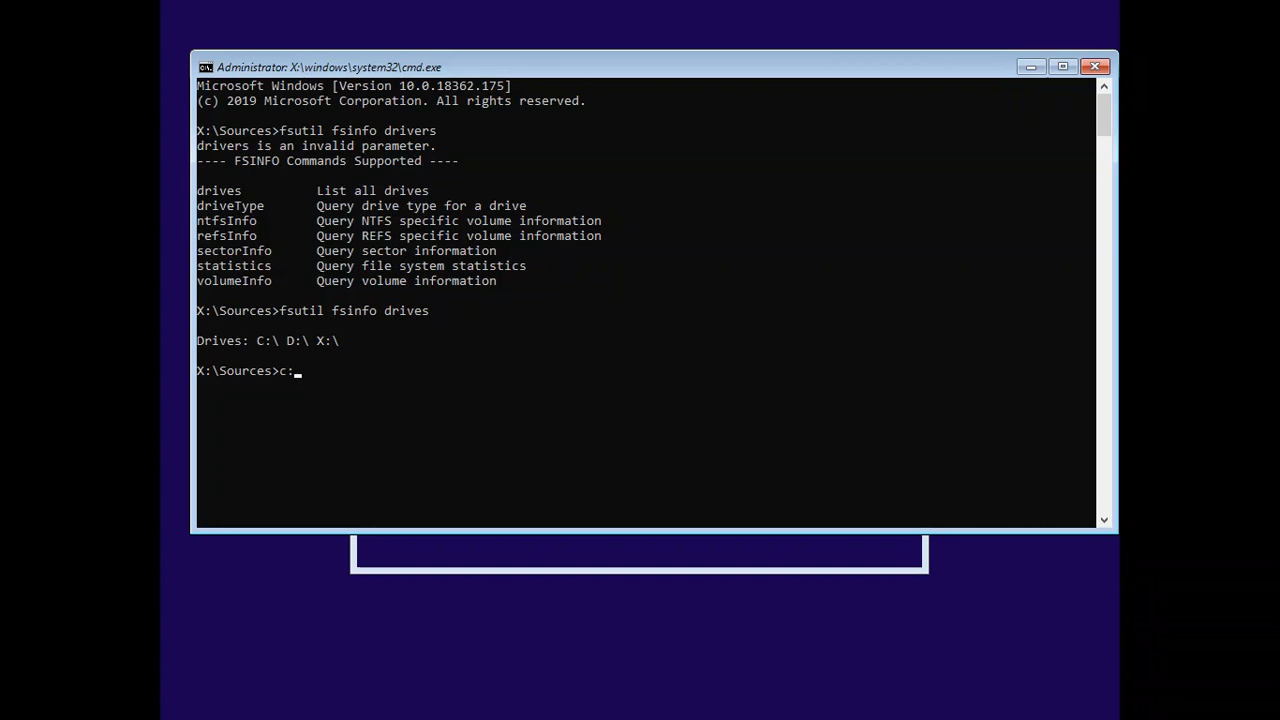 Administrator: X:\windows\system32\cmd.exe
Microsoft Windows [Version 10.0.18362.175]
(c) 2019 Microsoft Corporation. All rights reserved.
X:\Sources>fsutil fsinfo drivers
drivers is an invalid parameter.
---- FSINFO Commands Supported ----
drives          List all drives
driveType       Query drive type for a drive
ntfsInfo        Query NTFS specific volume information
refsInfo        Query REFS specific volume information
sectorInfo      Query sector information
statistics      Query file system statistics
volumeInfo      Query volume information
X:\Sources>fsutil fsinfo drives
Drives: C:\ D:\ X:\
X:\Sources>c: